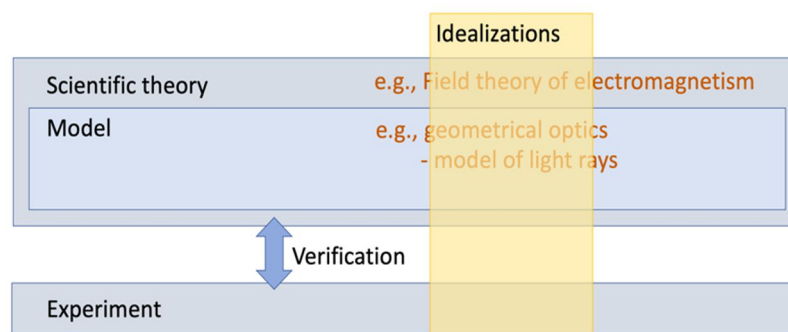 Idealizations
Scientific theory e.g., Field theory of electromagnetism
Model e.g., geometrical optics
- model of light rays
Verification
Experiment